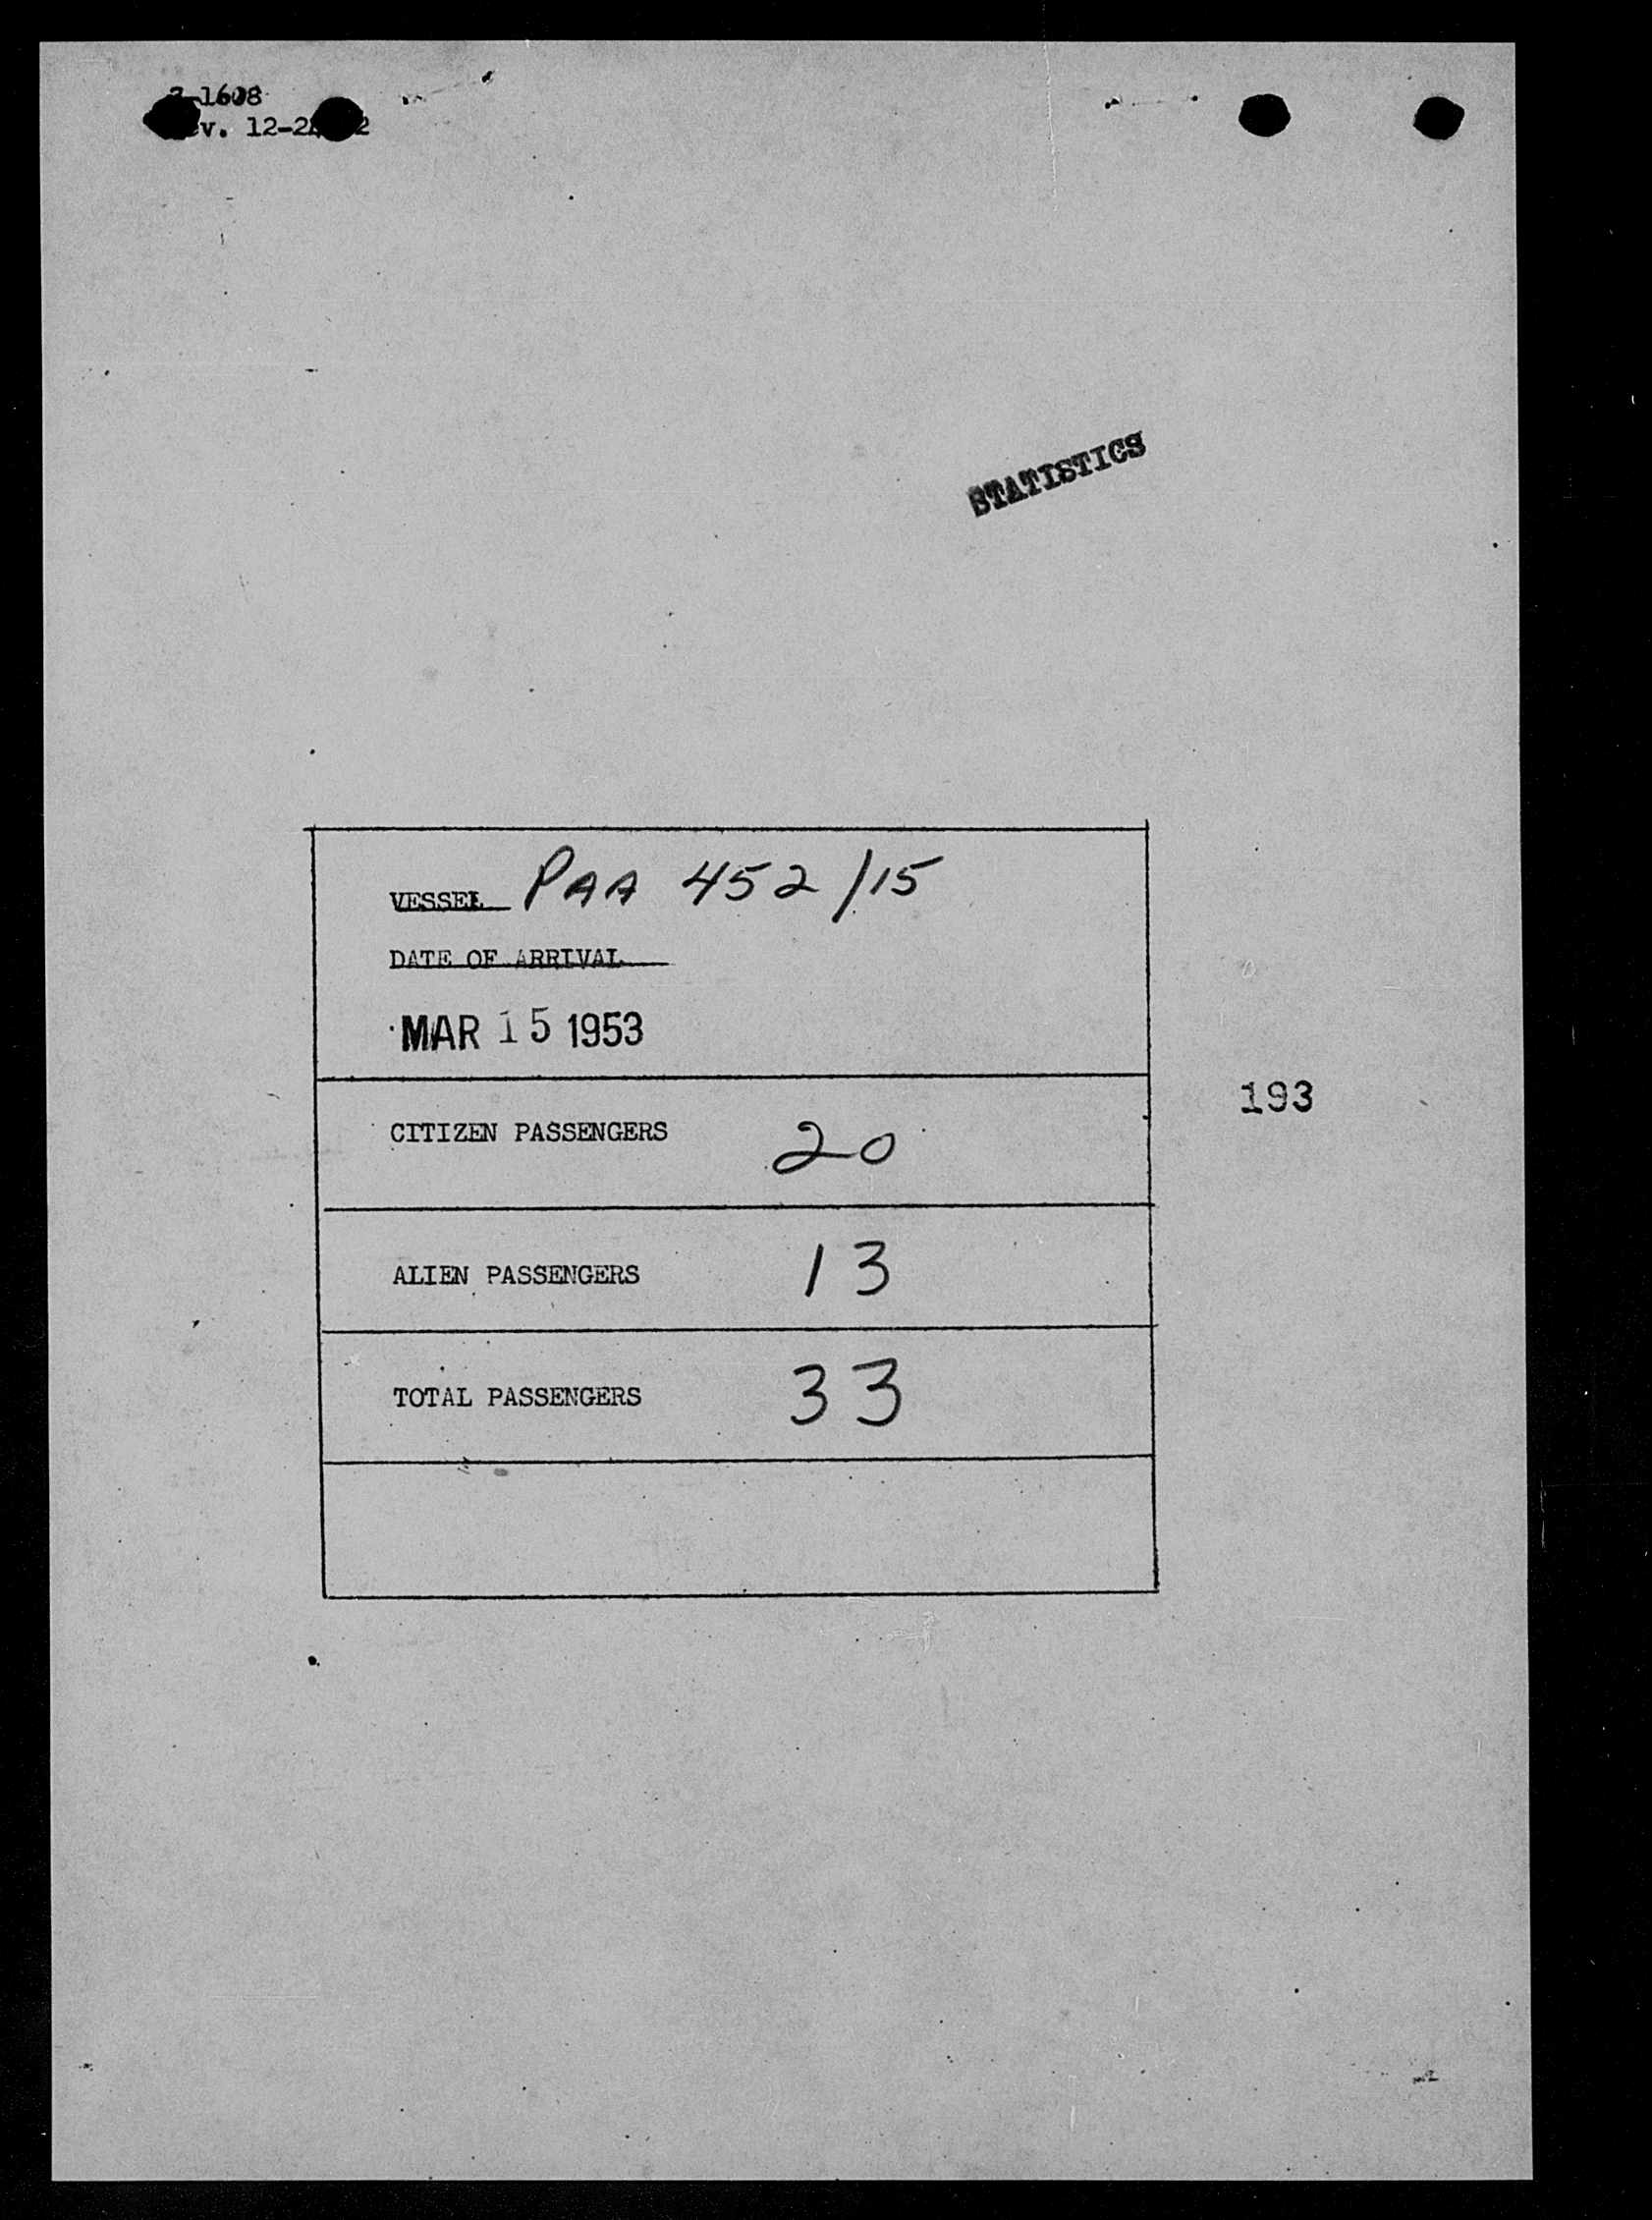 1608
STATISTICS
VESSEL PAA 452/15
DATE OF ARRIVAL
MAR 15 1953
193
CITIZEN PASSENGERS 20
ALIEN PASSENGERS 13
TOTAL PASSENGERS 33